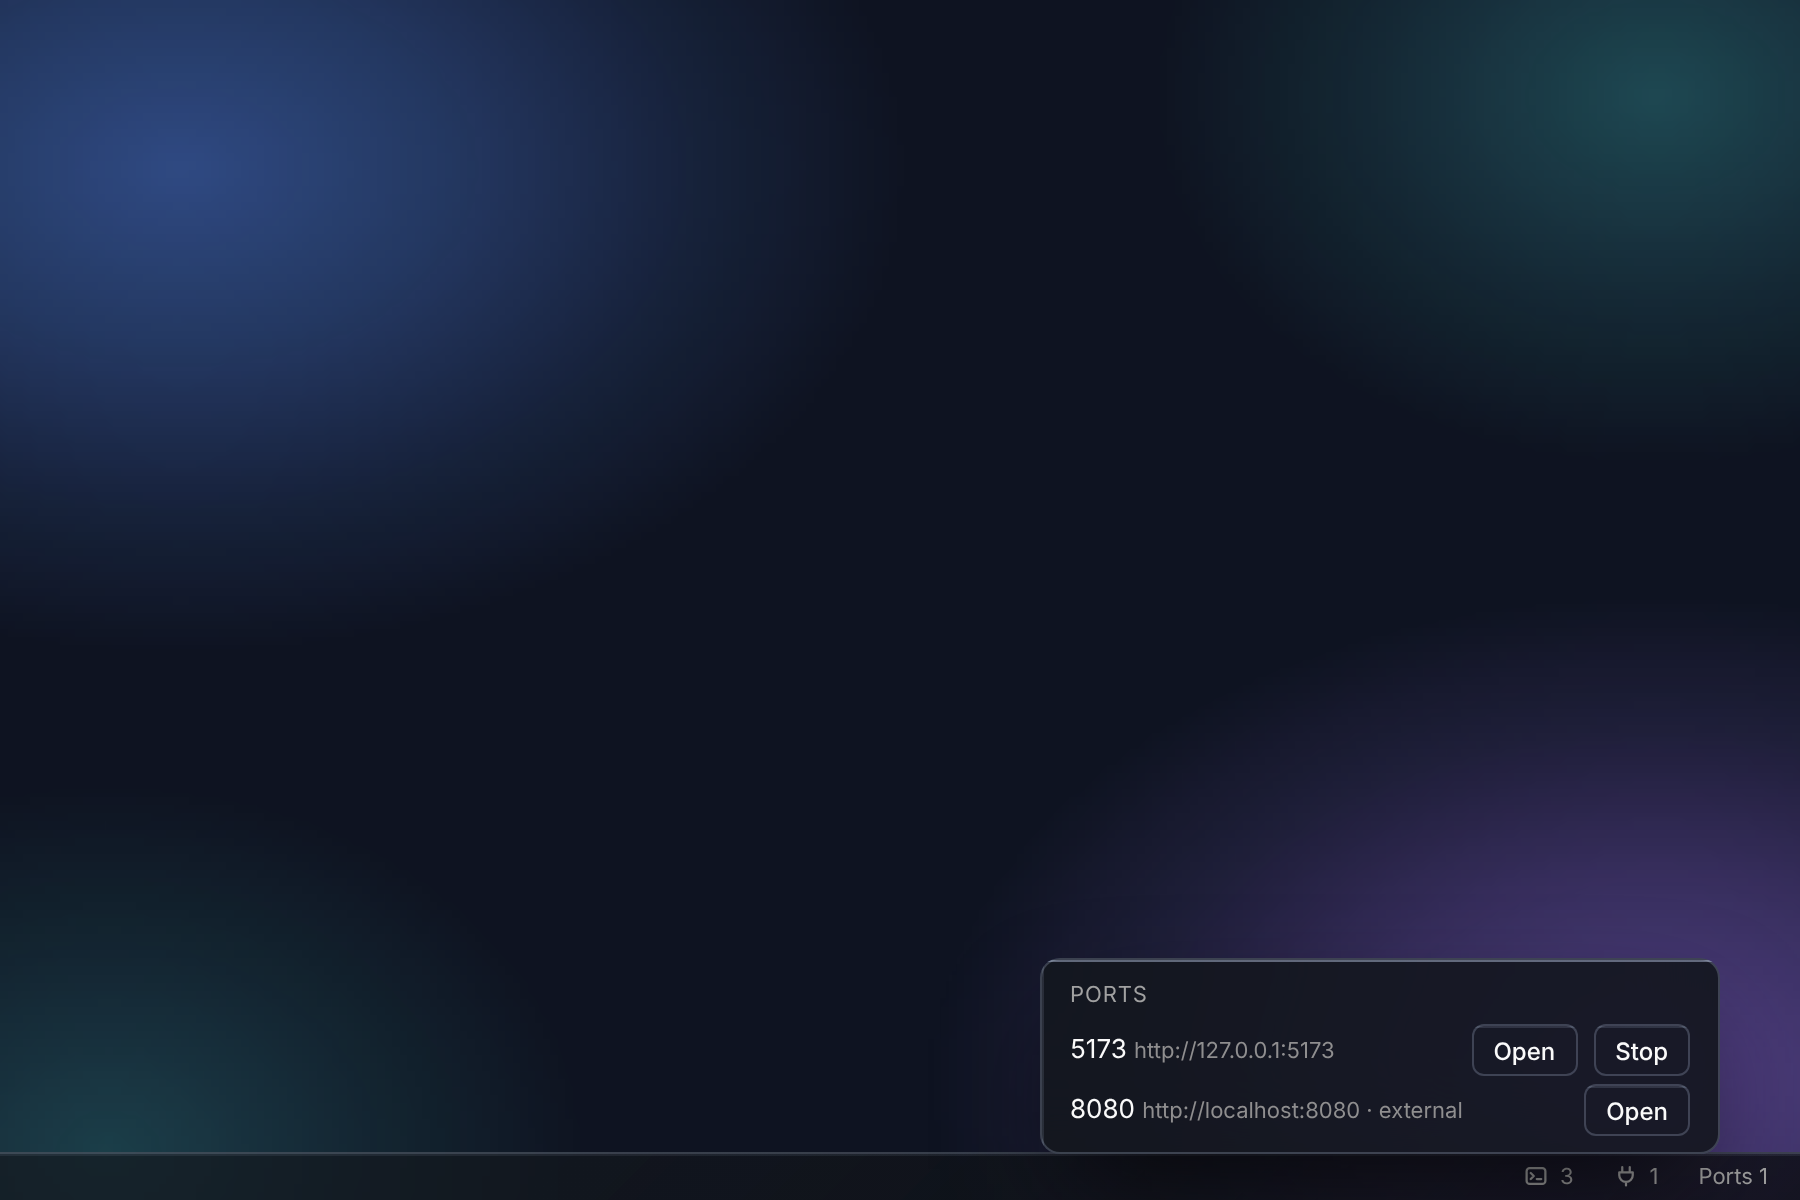 PORTS
5173 http://127.0.0.1:5173 Open Stop
8080 http://localhost:8080 · external Open
3 1 Ports 1